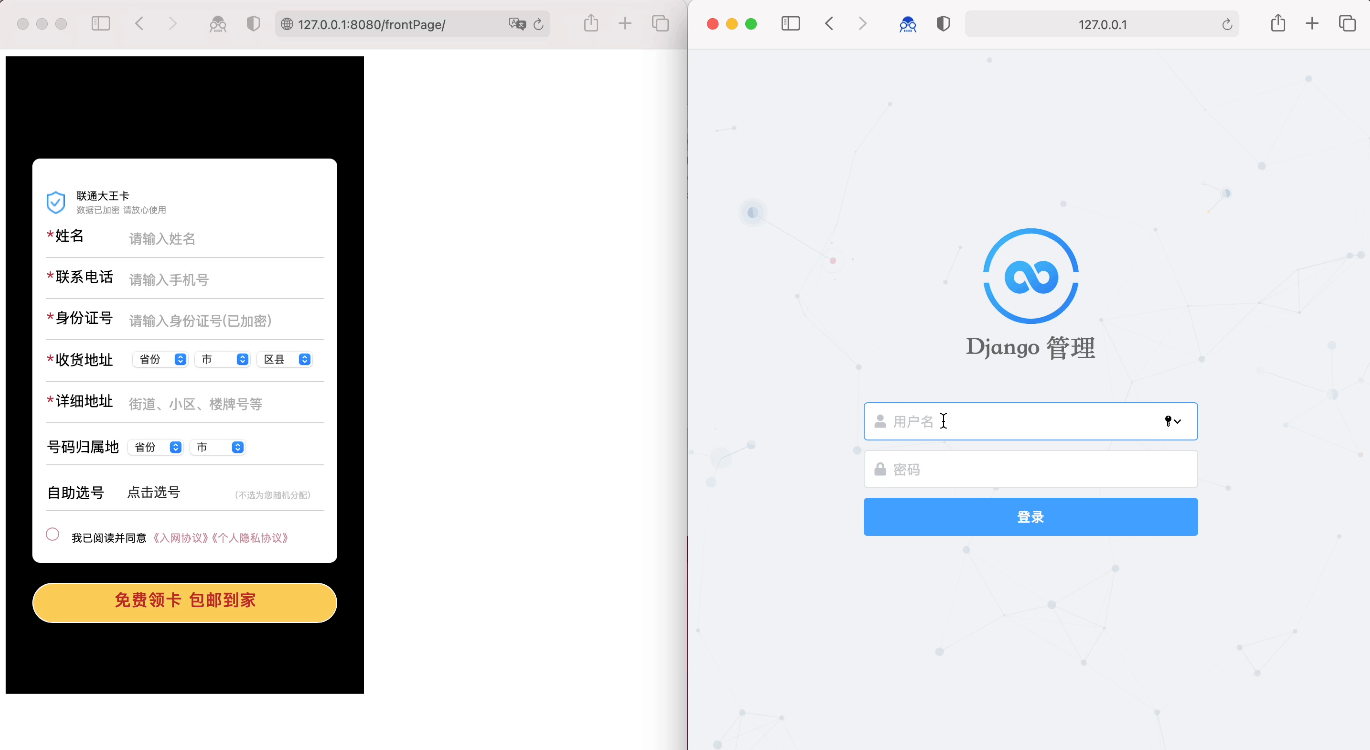 127.0.0.1:8080/frontPage/
联通大王卡
数据已加密 请放心使用
*姓名 请输入姓名
*联系电话 请输入手机号
*身份证号 请输入身份证号(已加密)
*收货地址 省份 市 区县
*详细地址 街道、小区、楼牌号等
号码归属地 省份 市
自助选号 点击选号 (不选为您随机分配)
我已阅读并同意《入网协议》《个人隐私协议》
免费领卡 包邮到家
127.0.0.1
Django 管理
用户名
密码
登录